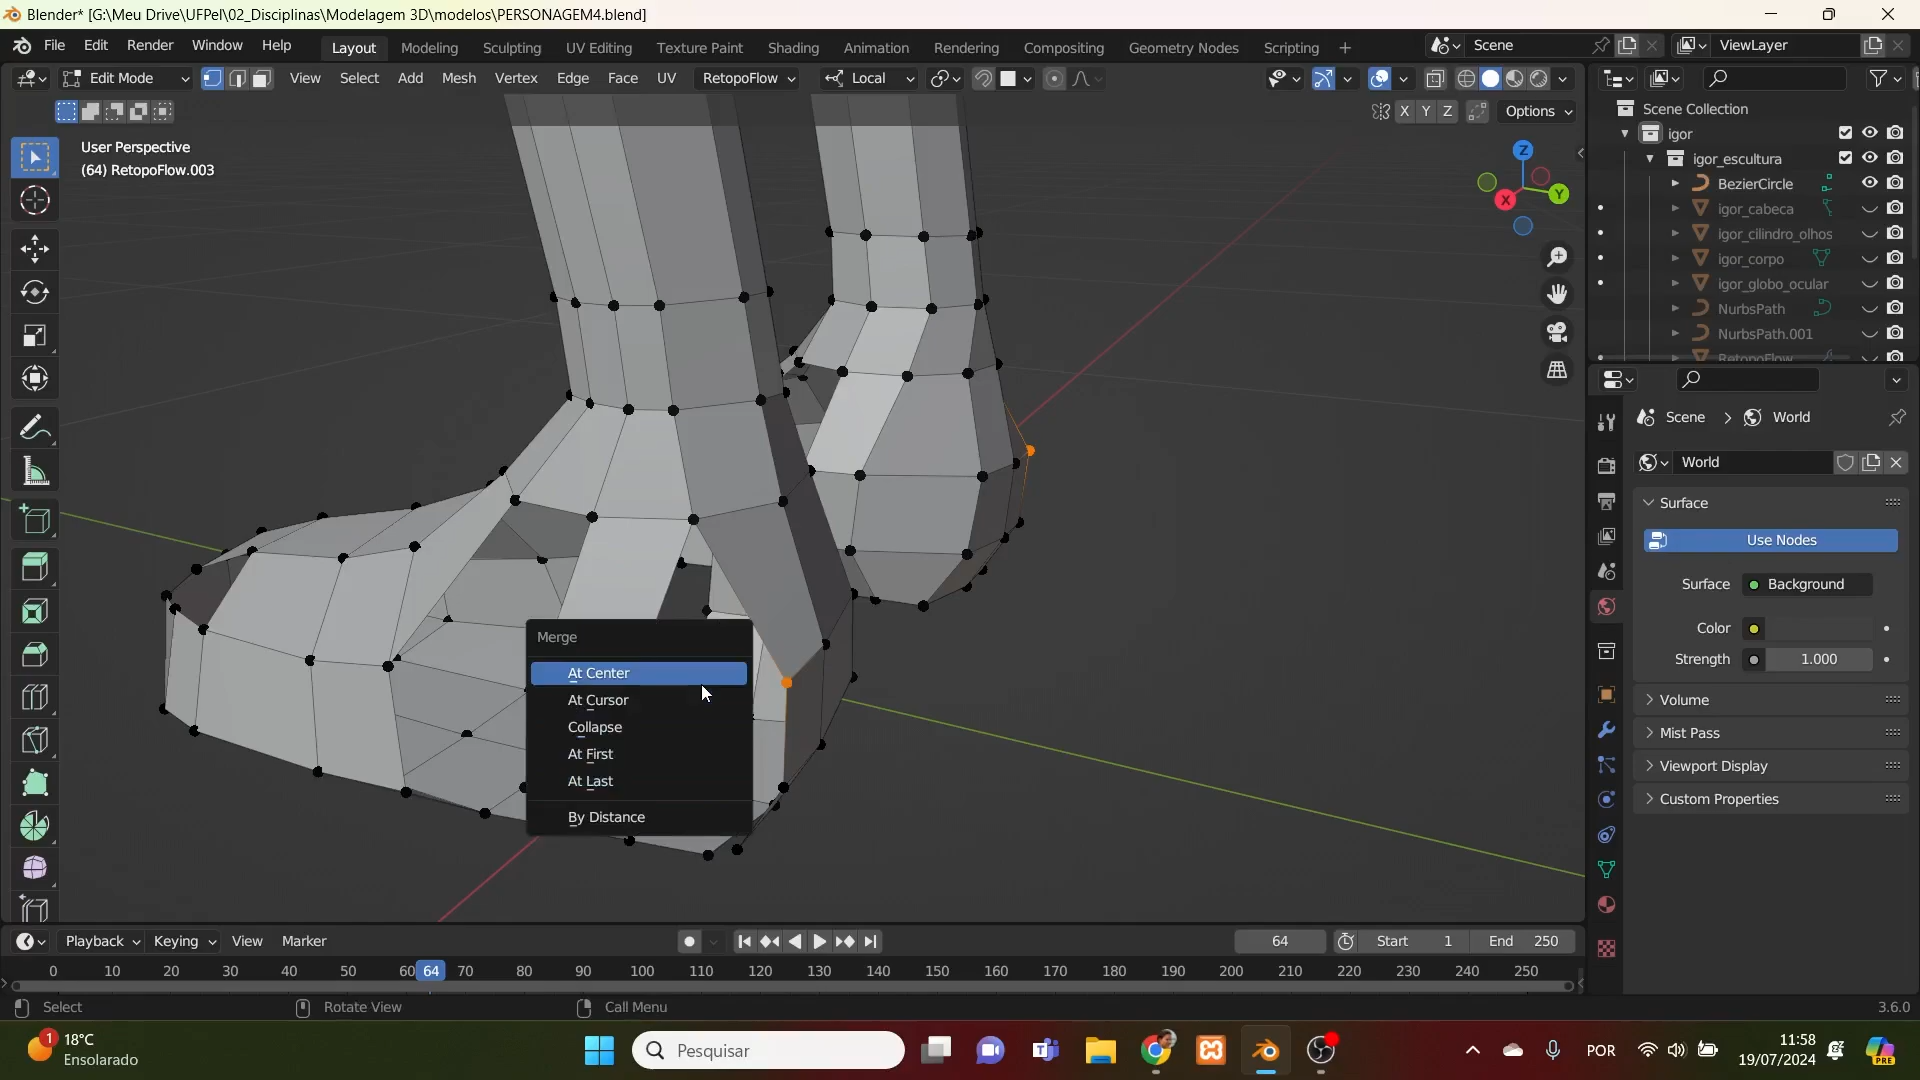 Blender* [G:\Meu Drive\UFPel\02_Disciplinas\Modelagem 3D\modelos\PERSONAGEM4.blend]
File Edit Render Window Help Layout Modeling Sculpting UV Editing Texture Paint Shading Animation Rendering Compositing Geometry Nodes Scripting + Scene ViewLayer
Edit Mode View Select Add Mesh Vertex Edge Face UV RetopoFlow Local
X Y Z Options
User Perspective
(64) RetopoFlow.003
Z
Y
X
Scene Collection
igor
igor_escultura
BezierCircle
igor_cabeca
igor_cilindro_olhos
igor_corpo
igor_globo_ocular
NurbsPath
NurbsPath.001
RetopoFlow
Scene > World
World
Surface
Use Nodes
Surface Background
Color
Strength 1.000
Volume
Mist Pass
Viewport Display
Custom Properties
Merge
At Center
At Cursor
Collapse
At First
At Last
By Distance
Playback Keying View Marker 64 Start 1 End 250
0 10 20 30 40 50 60 64 70 80 90 100 110 120 130 140 150 160 170 180 190 200 210 220 230 240 250
Select Rotate View Call Menu 3.6.0
1 18°C
Ensolarado
Pesquisar
POR
11:58
19/07/2024
PRE